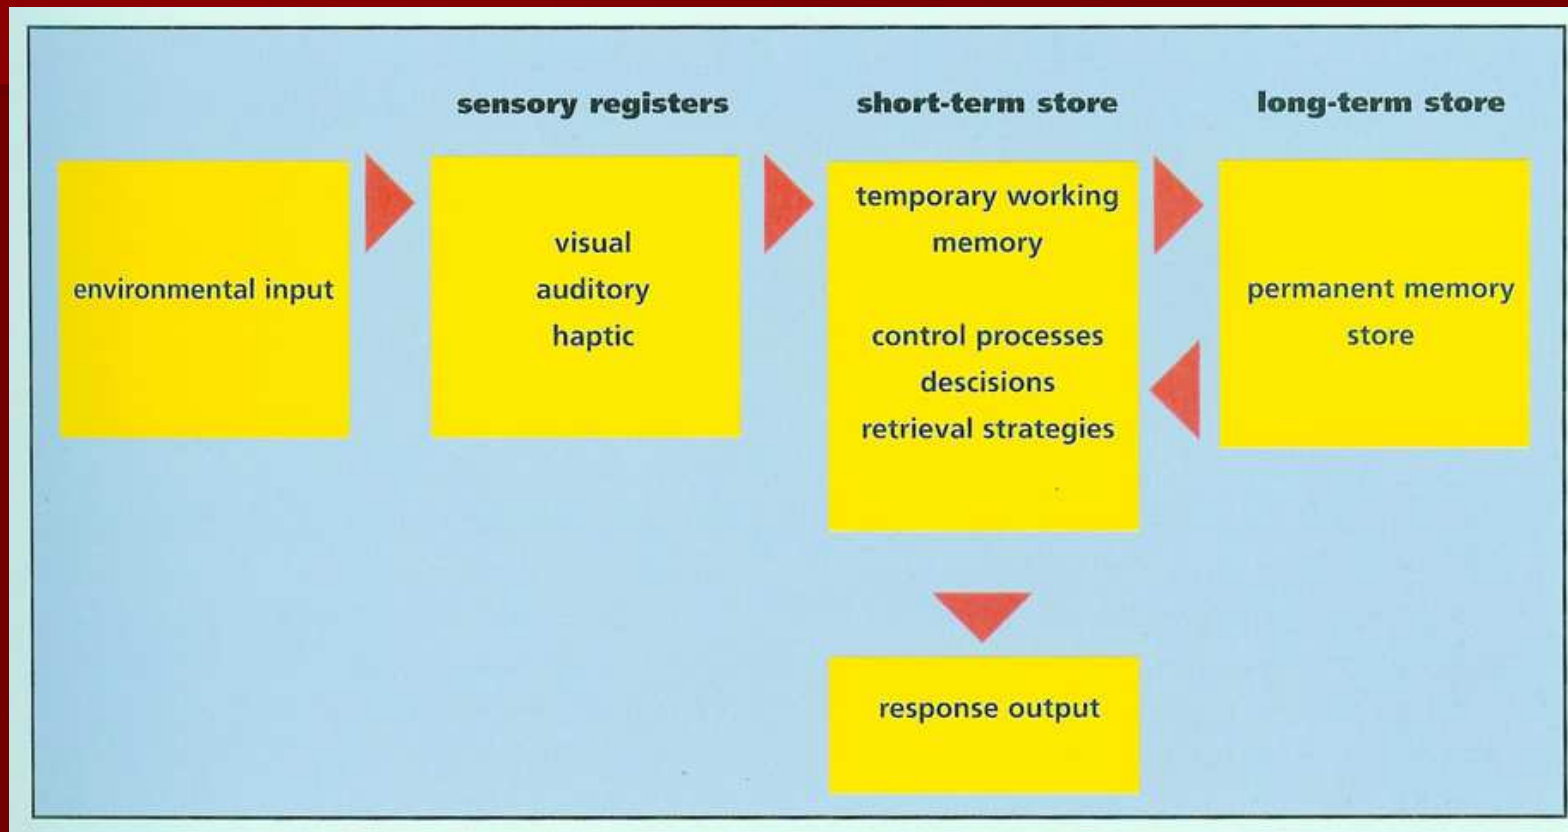 sensory registers
short-term store
long-term store
environmental input
visual
auditory
haptic
temporary working
memory
control processes
descisions
retrieval strategies
permanent memory
store
response output